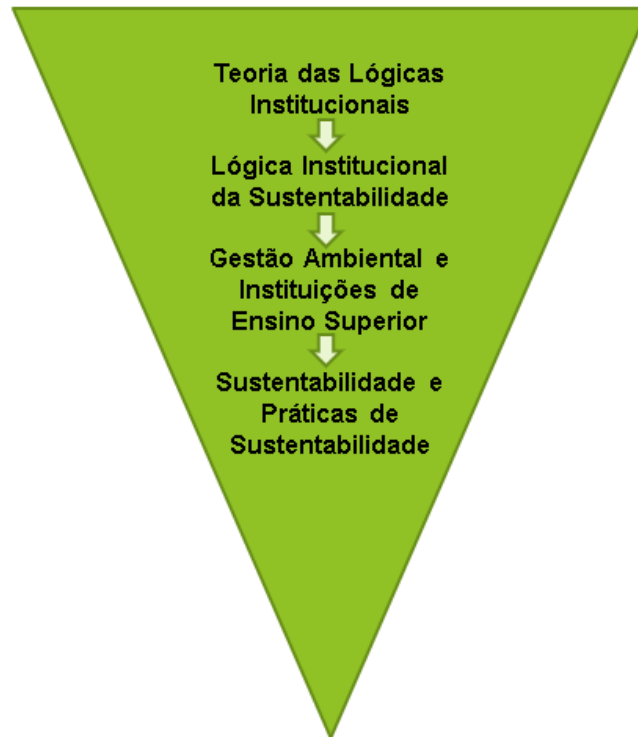 Teoria das Lógicas
Institucionais
Lógica Institucional
da Sustentabilidade
Gestão Ambiental e
Instituições de
Ensino Superior
Sustentabilidade e
Práticas de
Sustentabilidade